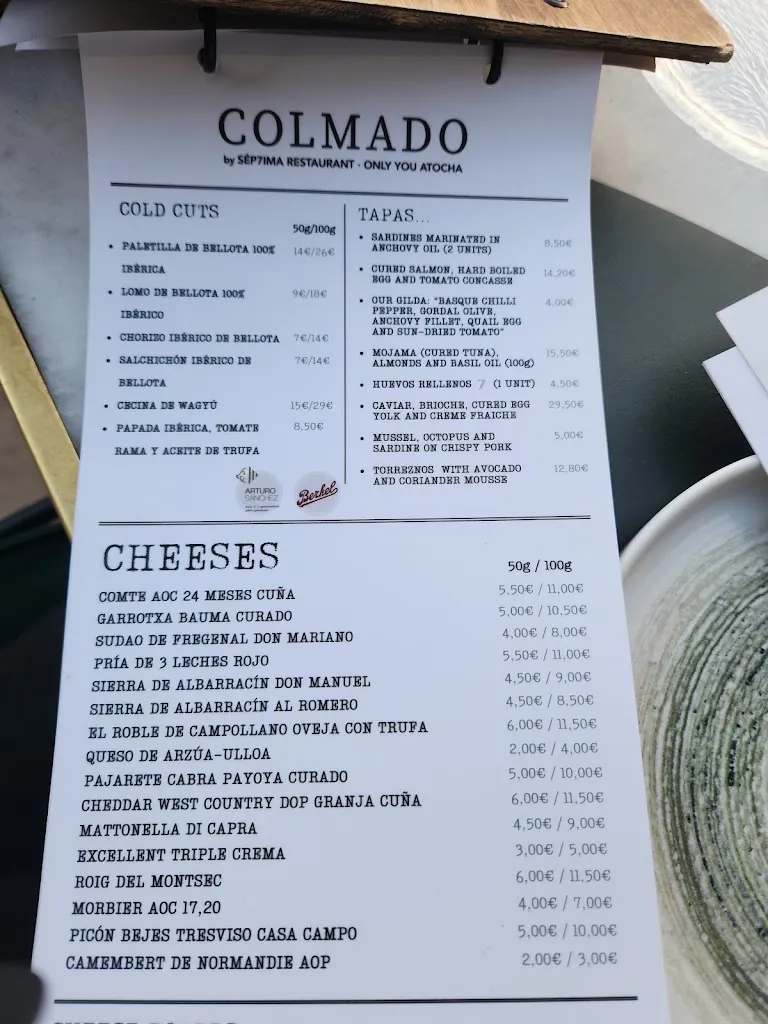 COLMADO
by SÉP7IMA RESTAURANT · ONLY YOU ATOCHA
COLD CUTS
50g/100g
• PALETILLA DE BELLOTA 100% 14€/26€
IBÉRICA
• LOMO DE BELLOTA 100% 9€/18€
IBÉRICO
• CHORIZO IBÉRICO DE BELLOTA 7€/14€
• SALCHICHÓN IBÉRICO DE 7€/14€
BELLOTA
• CECINA DE WAGYÚ 15€/29€
• PAPADA IBÉRICA, TOMATE 8,50€
RAMA Y ACEITE DE TRUFA
ARTURO
SÁNCHEZ
Berkel
TAPAS...
• SARDINES MARINATED IN
ANCHOVY OIL (2 UNITS) 8,50€
• CURED SALMON, HARD BOILED
EGG AND TOMATO CONCASSE 14,20€
• OUR GILDA: "BASQUE CHILLI 4,00€
PEPPER, GORDAL OLIVE,
ANCHOVY FILLET, QUAIL EGG
AND SUN-DRIED TOMATO"
• MOJAMA (CURED TUNA), 15,50€
ALMONDS AND BASIL OIL (100g)
• HUEVOS RELLENOS 7 (1 UNIT) 4,50€
• CAVIAR, BRIOCHE, CURED EGG 29,50€
YOLK AND CREME FRAICHE
• MUSSEL, OCTOPUS AND 5,00€
SARDINE ON CRISPY PORK
• TORREZNOS WITH AVOCADO 12,80€
AND CORIANDER MOUSSE
CHEESES
50g / 100g
COMTE AOC 24 MESES CUÑA 5,50€ / 11,00€
GARROTXA BAUMA CURADO 5,00€ / 10,50€
SUDAO DE FREGENAL DON MARIANO 4,00€ / 8,00€
PRÍA DE 3 LECHES ROJO 5,50€ / 11,00€
SIERRA DE ALBARRACÍN DON MANUEL 4,50€ / 9,00€
SIERRA DE ALBARRACÍN AL ROMERO 4,50€ / 8,50€
EL ROBLE DE CAMPOLLANO OVEJA CON TRUFA 6,00€ / 11,50€
QUESO DE ARZÚA-ULLOA 2,00€ / 4,00€
PAJARETE CABRA PAYOYA CURADO 5,00€ / 10,00€
CHEDDAR WEST COUNTRY DOP GRANJA CUÑA 6,00€ / 11,50€
MATTONELLA DI CAPRA 4,50€ / 9,00€
EXCELLENT TRIPLE CREMA 3,00€ / 5,00€
ROIG DEL MONTSEC 6,00€ / 11,50€
MORBIER AOC 17,20 4,00€ / 7,00€
PICÓN BEJES TRESVISO CASA CAMPO 5,00€ / 10,00€
CAMEMBERT DE NORMANDIE AOP 2,00€ / 3,00€